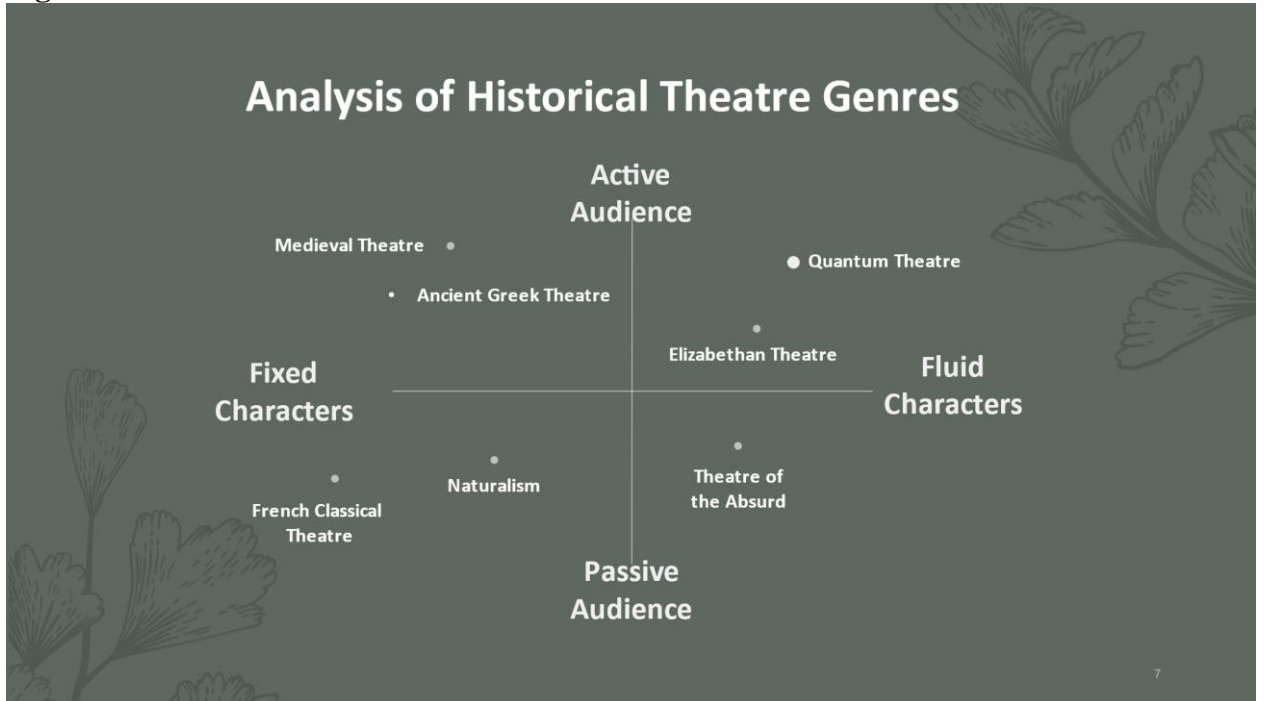 Analysis of Historical Theatre Genres
Active
Audience
Medieval Theatre
Quantum Theatre
Ancient Greek Theatre
Elizabethan Theatre
Fixed
Characters
Fluid
Characters
Naturalism
Theatre of
the Absurd
French Classical
Theatre
Passive
Audience
7